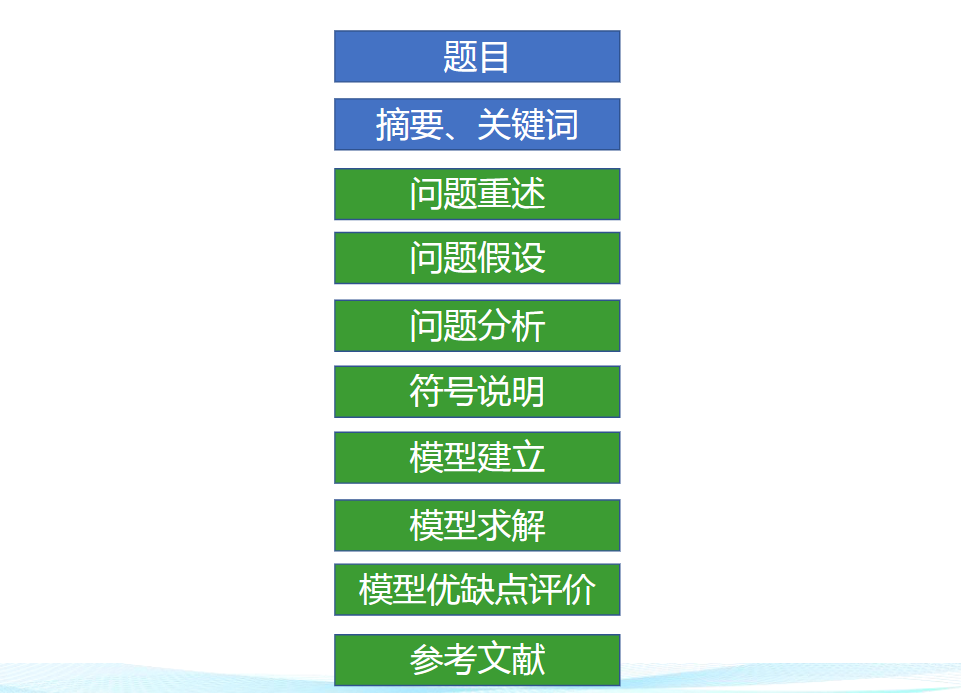 题目
摘要、关键词
问题重述
问题假设
问题分析
符号说明
模型建立
模型求解
模型优缺点评价
参考文献